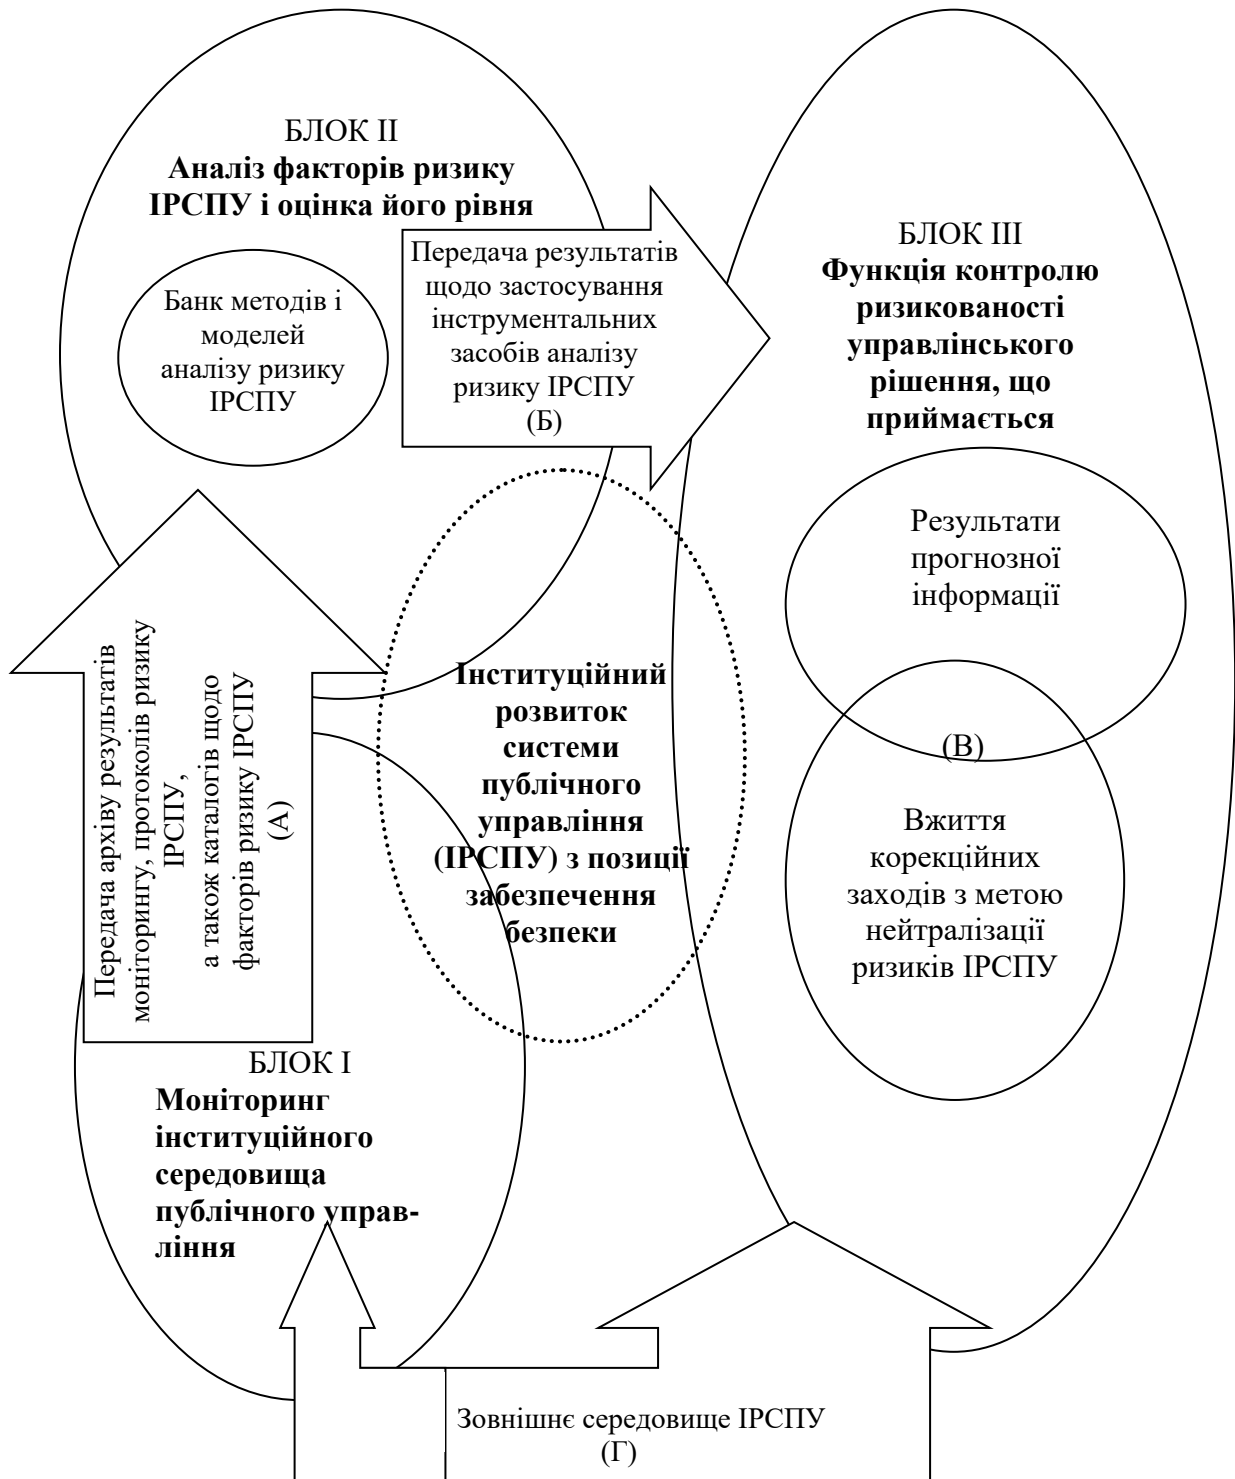 БЛОК ІІ
Аналіз факторів ризику
ІРСПУ і оцінка його рівня
Банк методів і
моделей
аналізу ризику
ІРСПУ
Передача результатів
щодо застосування
інструментальних
засобів аналізу
ризику ІРСПУ
(Б)
БЛОК ІІІ
Функція контролю
ризикованості
управлінського
рішення, що
приймається
Результати
прогнозної
інформації
(В)
Вжиття
корекційних
заходів з метою
нейтралізації
ризиків ІРСПУ
Інституційний
розвиток
системи
публічного
управління
(ІРСПУ) з позиції
забезпечення
безпеки
Передача архіву результатів
моніторингу, протоколів ризику
ІРСПУ,
а також каталогів щодо
факторів ризику ІРСПУ
(А)
БЛОК І
Моніторинг
інституційного
середовища
публічного управ-
ління
Зовнішнє середовище ІРСПУ
(Г)